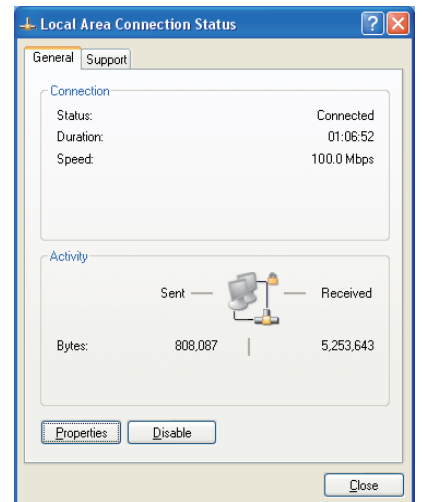 Local Area Connection Status
General Support
Connection
Status: Connected
Duration: 01:06:52
Speed: 100.0 Mbps
Activity
Sent Received
Bytes: 808,087 5,253,643
Properties Disable
Close